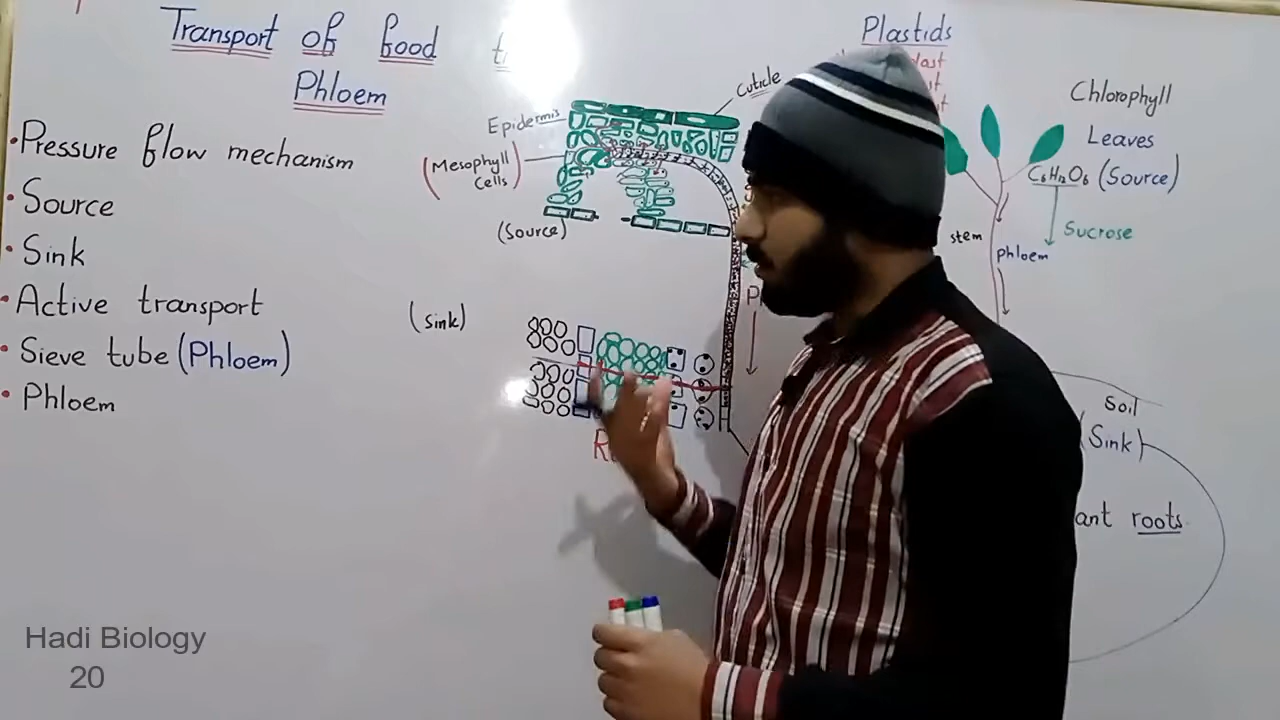 Transport of food
Phloem
•Pressure flow mechanism
•Source
•Sink
•Active transport
•Sieve tube (Phloem)
•Phloem
Cuticle
Epidermis
(Mesophyll
Cells)
(Source)
(Sink)
Plastids
Chlorophyll
Leaves
C₆H₁₂O₆ (Source)
Sucrose
stem
phloem
Soil
(Sink)
roots
Hadi Biology
20